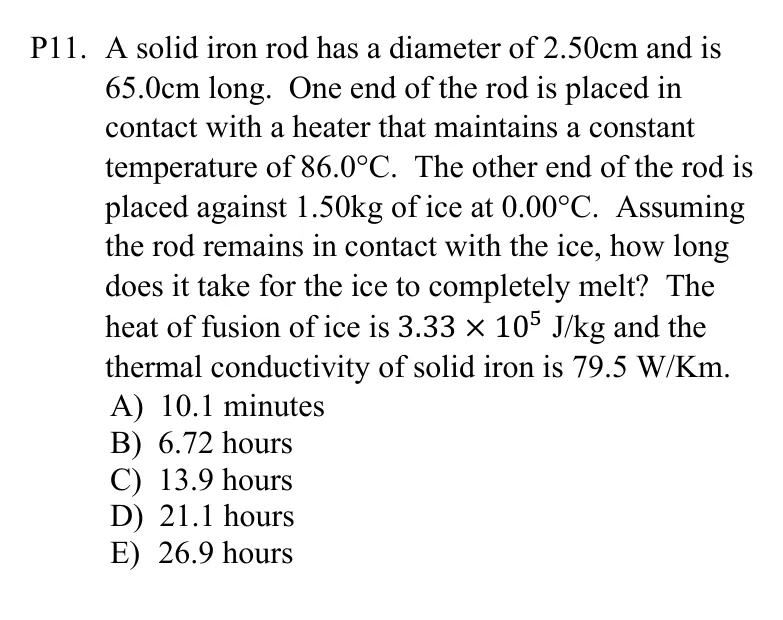 P11. A solid iron rod has a diameter of 2.50cm and is
65.0cm long. One end of the rod is placed in
contact with a heater that maintains a constant
temperature of 86.0°C. The other end of the rod is
placed against 1.50kg of ice at 0.00°C. Assuming
the rod remains in contact with the ice, how long
does it take for the ice to completely melt? The
heat of fusion of ice is 3.33 × 10⁵ J/kg and the
thermal conductivity of solid iron is 79.5 W/Km.
A) 10.1 minutes
B) 6.72 hours
C) 13.9 hours
D) 21.1 hours
E) 26.9 hours